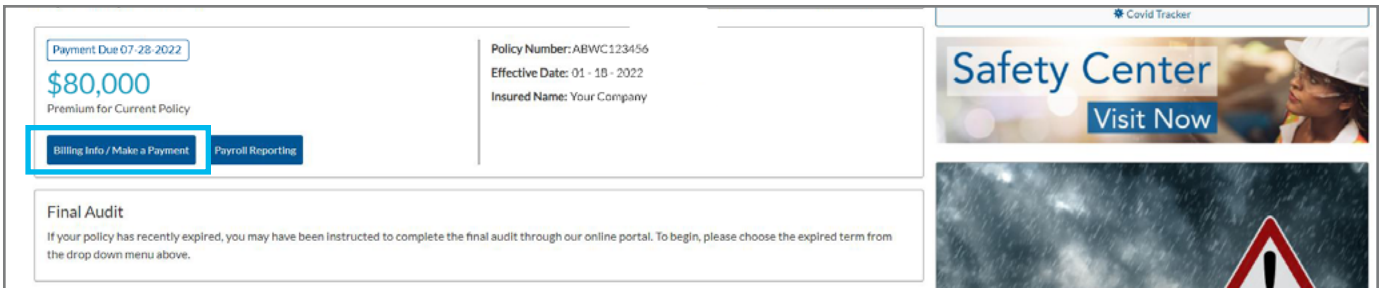 Covid Tracker
Payment Due 07-28-2022
$80,000
Premium for Current Policy
Billing Info / Make a Payment
Payroll Reporting
Policy Number: ABWC123456
Effective Date: 01 - 18 - 2022
Insured Name: Your Company
Final Audit
If your policy has recently expired, you may have been instructed to complete the final audit through our online portal. To begin, please choose the expired term from
the drop down menu above.
Safety Center
Visit Now